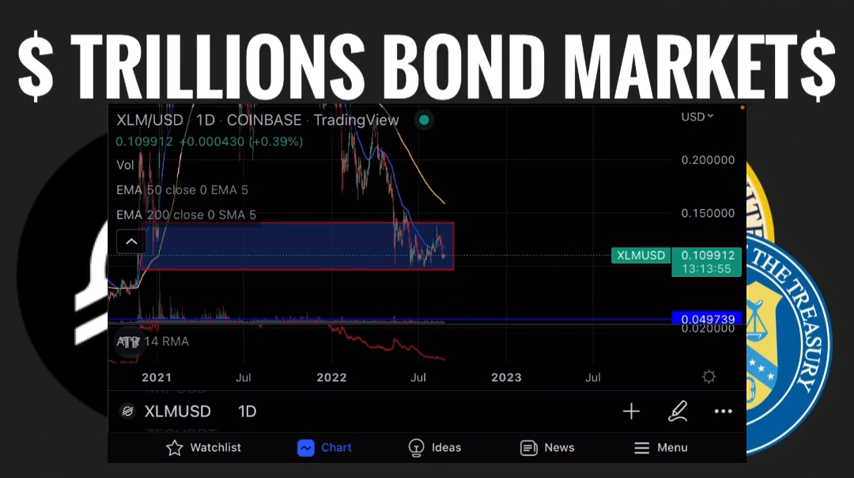 $ TRILLIONS BOND MARKET$
XLM/USD 1D · COINBASE · TradingView
USD
0.109912 +0.000430 (+0.39%)
Vol
0.200000
EMA 50 close 0 EMA 5
EMA 200 close 0 SMA 5
0.150000
XLMUSD 0.109912
13:13:55
0.049739
0.020000
14 RMA
2021 Jul 2022 Jul 2023 Jul
XLMUSD 1D
Watchlist Chart Ideas News Menu
THE TREASURY